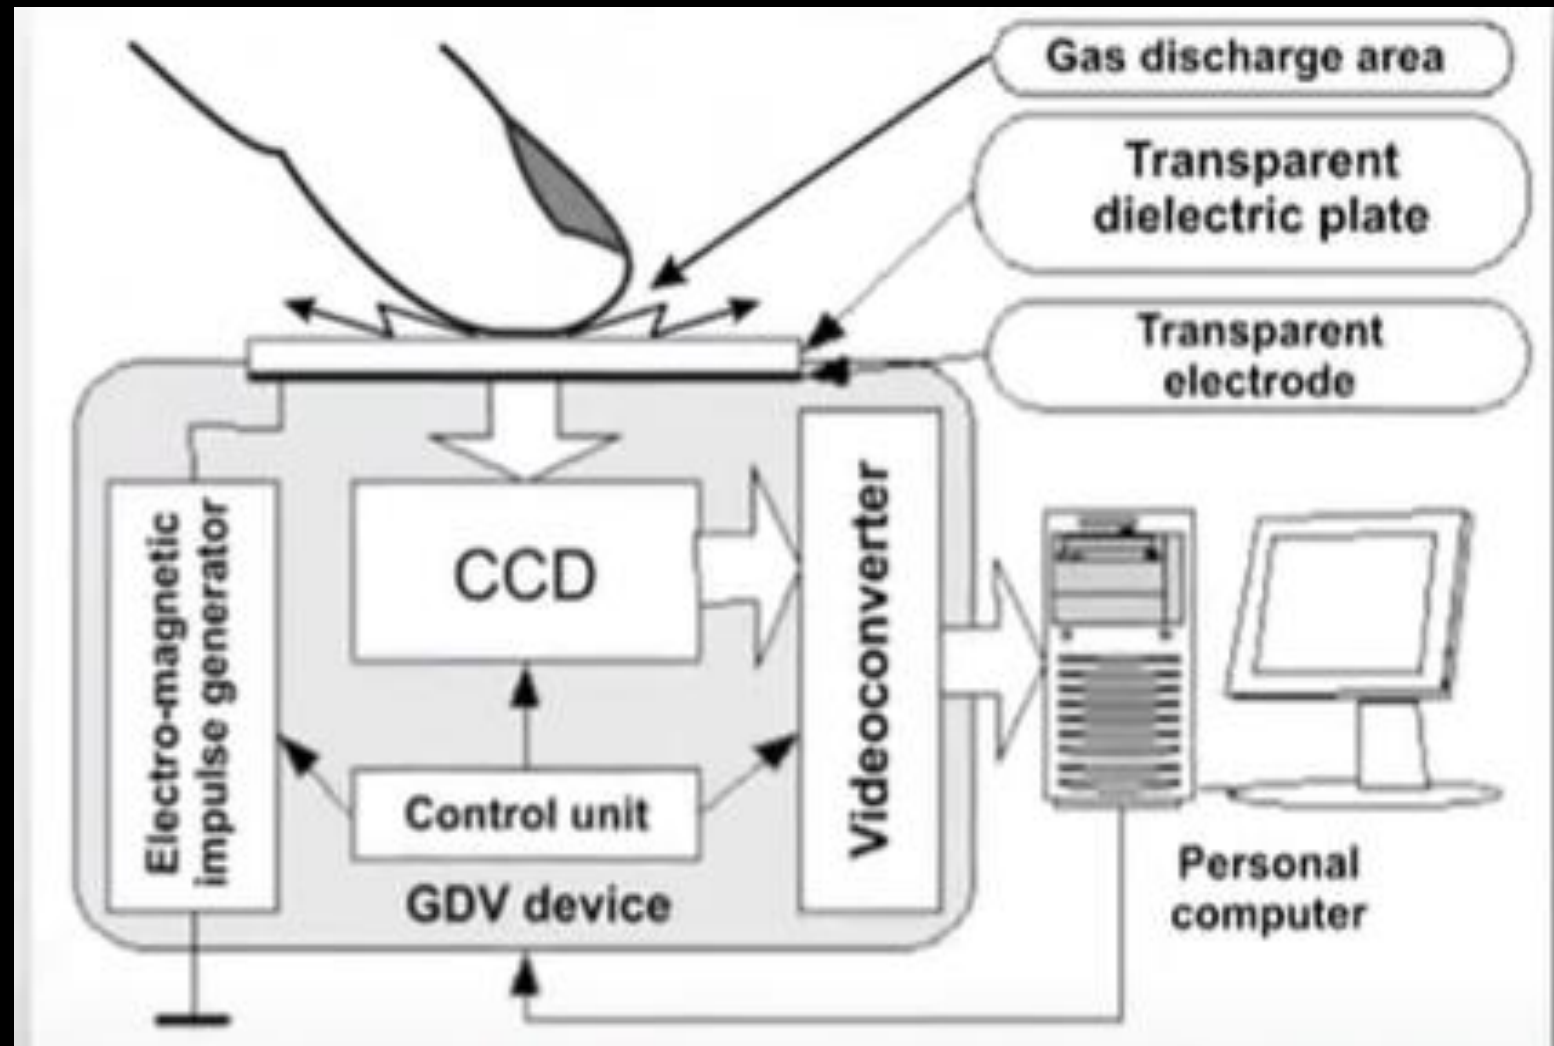 Gas discharge area
Transparent
dielectric plate
Transparent
electrode
Electro-magnetic
impulse generator
CCD
Videoconverter
Control unit
GDV device
Personal
computer